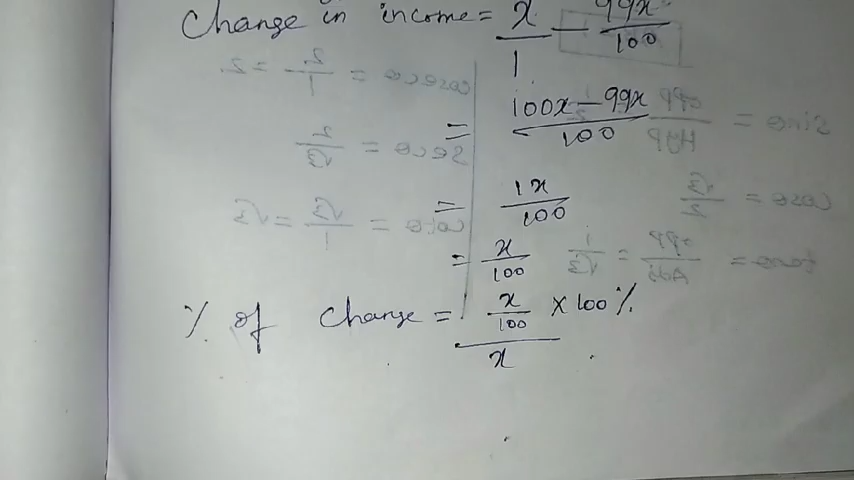 Change in income = x/1 - 99x/100
= 100x - 99x/100
= 1x/100
= x/100
% of change = x/100/x × 100%